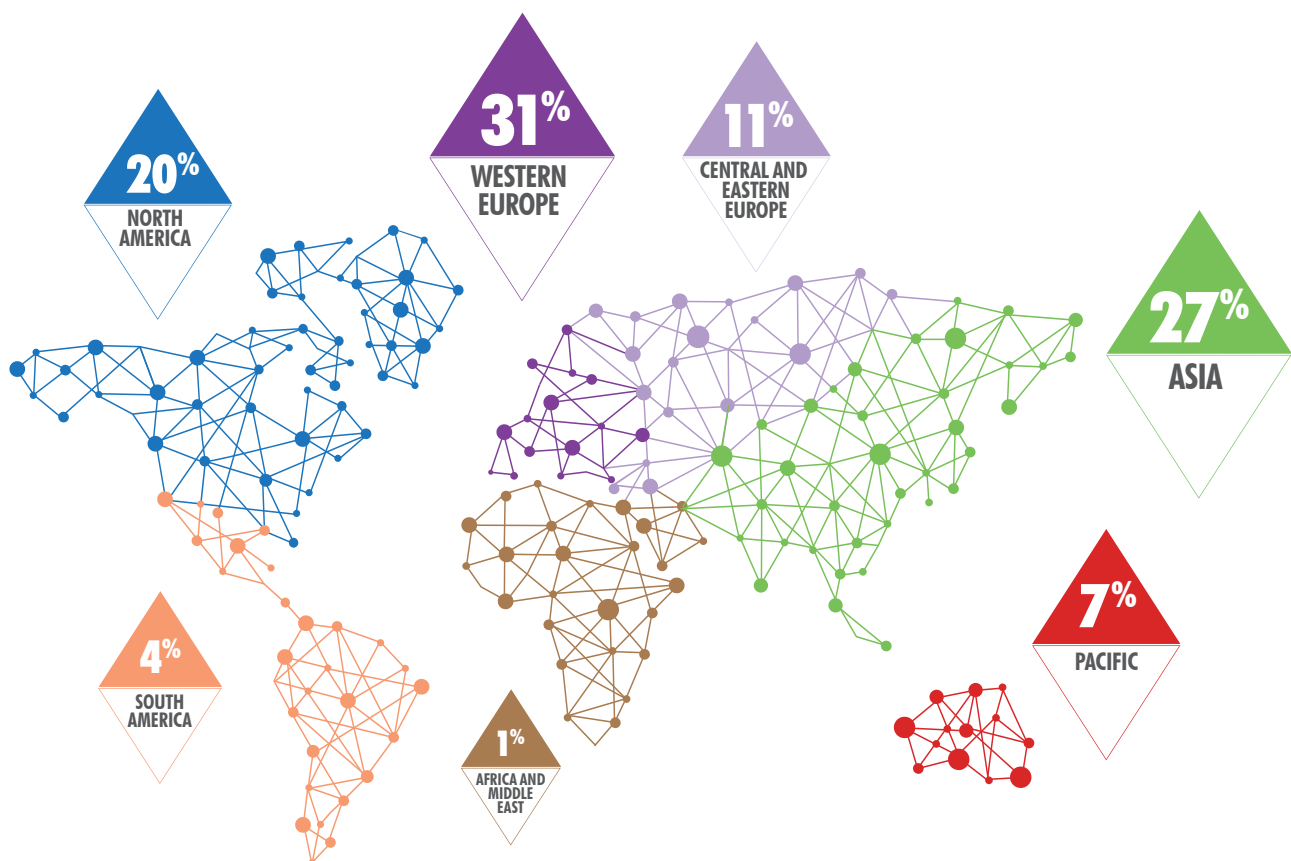 31%
WESTERN
EUROPE
11%
CENTRAL AND
EASTERN
EUROPE
20%
NORTH
AMERICA
27%
ASIA
7%
PACIFIC
4%
SOUTH
AMERICA
1%
AFRICA AND
MIDDLE
EAST